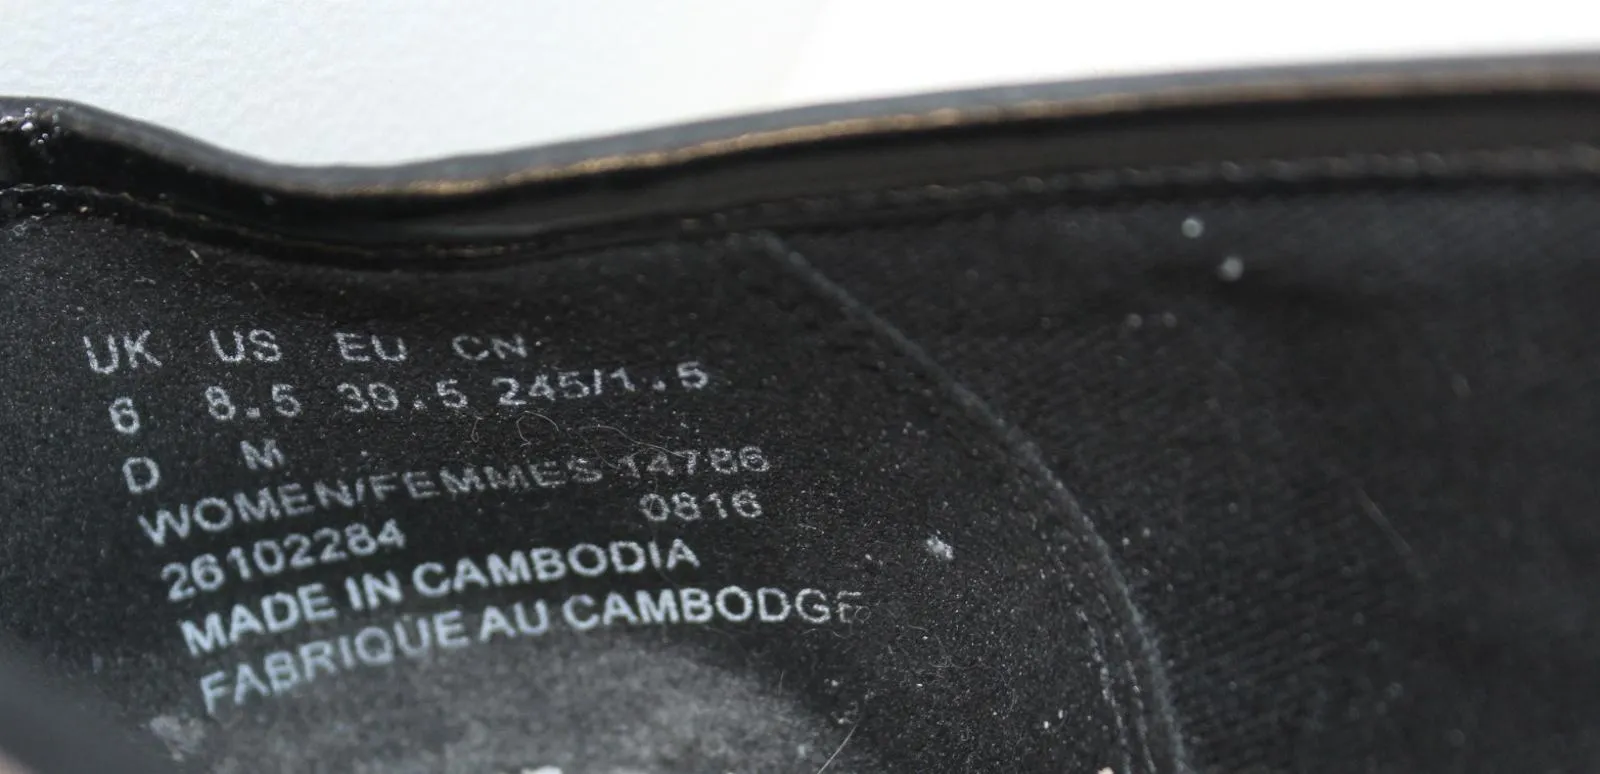 UK US EU CN
6 8.5 39.5 245/1.5
D M
WOMEN/FEMMES 14786
26102284 0816
MADE IN CAMBODIA
FABRIQUE AU CAMBODGE